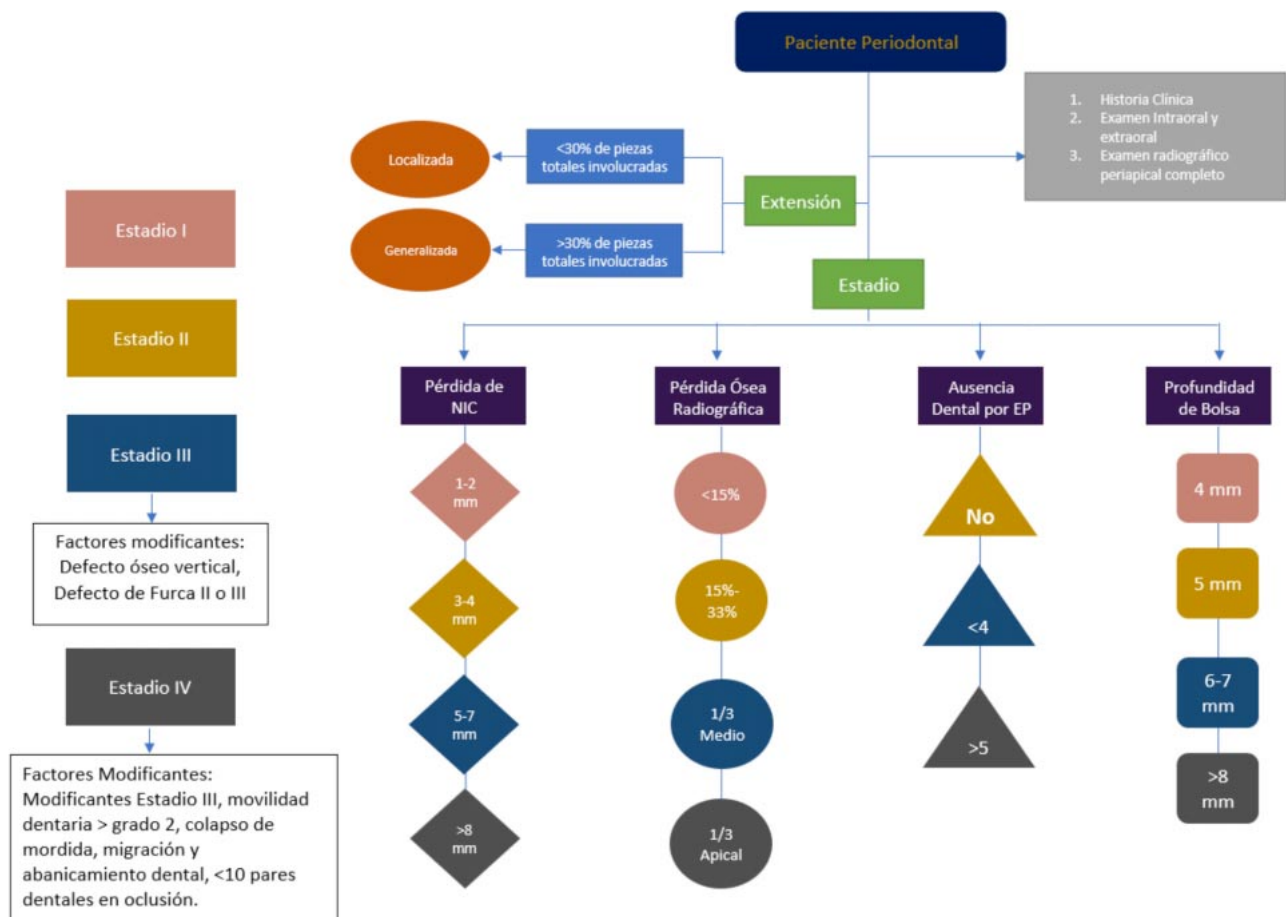 Paciente Periodontal
1. Historia Clínica
2. Examen Intraoral y
extraoral
3. Examen radiográfico
periapical completo
Localizada
<30% de piezas
totales involucradas
Extensión
Generalizada
>30% de piezas
totales involucradas
Estadio
Estadio I
Estadio II
Estadio III
Factores modificantes:
Defecto óseo vertical,
Defecto de Furca II o III
Estadio IV
Factores Modificantes:
Modificantes Estadio III, movilidad
dentaria > grado 2, colapso de
mordida, migración y
abanicamiento dental, <10 pares
dentales en oclusión.
Pérdida de
NIC
1-2
mm
3-4
mm
5-7
mm
>8
mm
Pérdida Ósea
Radiográfica
<15%
15%-
33%
1/3
Medio
1/3
Apical
Ausencia
Dental por EP
No
<4
>5
Profundidad
de Bolsa
4 mm
5 mm
6-7
mm
>8
mm